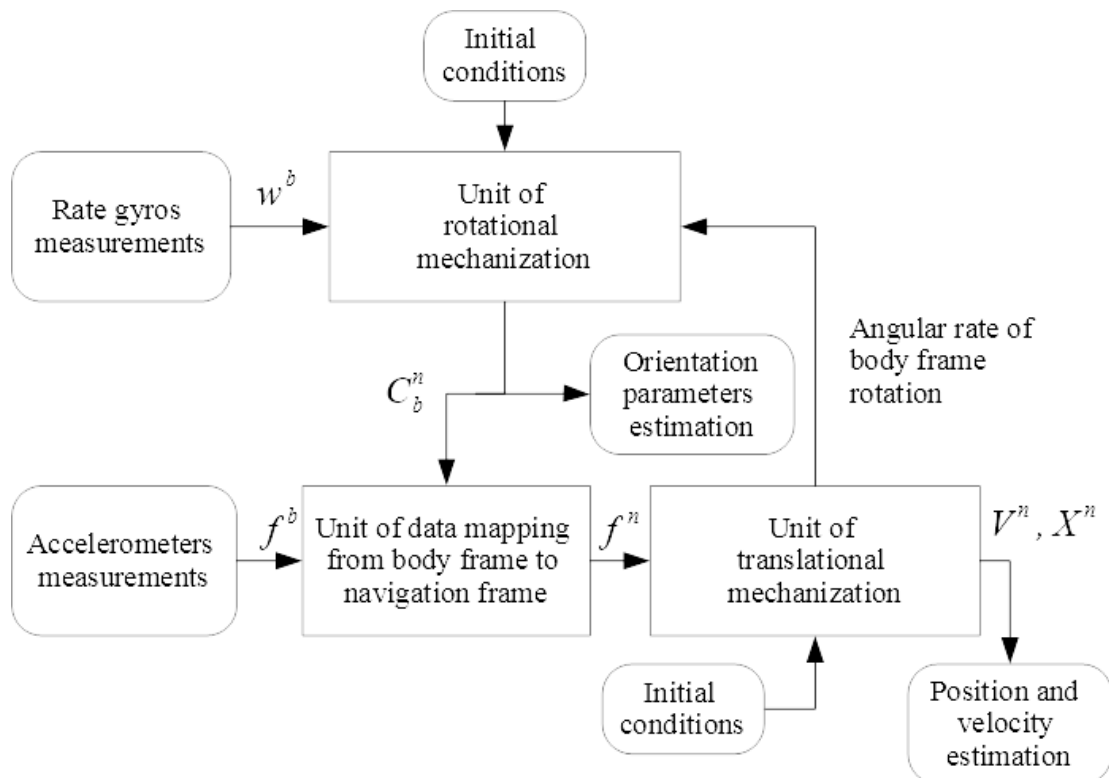 Initial
conditions
Rate gyros
measurements
w^b
Unit of
rotational
mechanization
Angular rate of
body frame
rotation
C_b^n
Orientation
parameters
estimation
Accelerometers
measurements
f^b
Unit of data mapping
from body frame to
navigation frame
f^n
Unit of
translational
mechanization
V^n, X^n
Initial
conditions
Position and
velocity
estimation